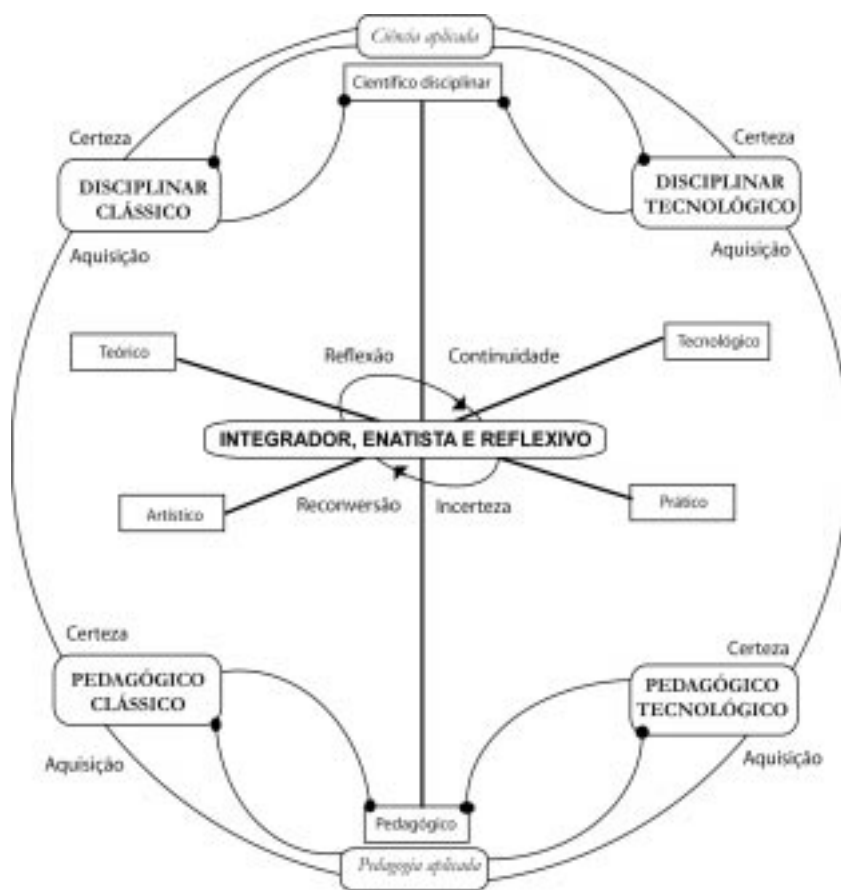 Ciência aplicada
Científico disciplinar
Certeza
Certeza
DISCIPLINAR
CLÁSSICO
DISCIPLINAR
TECNOLÓGICO
Aquisição
Aquisição
Teórico
Reflexão
Continuidade
Tecnológico
INTEGRADOR, ENATISTA E REFLEXIVO
Artístico
Reconversão
Incerteza
Prático
Certeza
Certeza
PEDAGÓGICO
CLÁSSICO
PEDAGÓGICO
TECNOLÓGICO
Aquisição
Aquisição
Pedagógico
Pedagogia aplicada